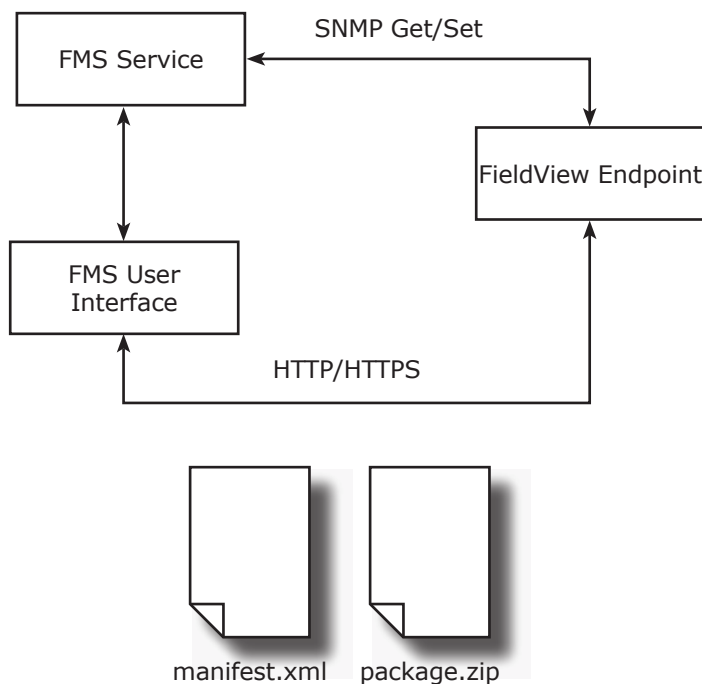 SNMP Get/Set
FMS Service
FieldView Endpoint
FMS User
Interface
HTTP/HTTPS
manifest.xml
package.zip